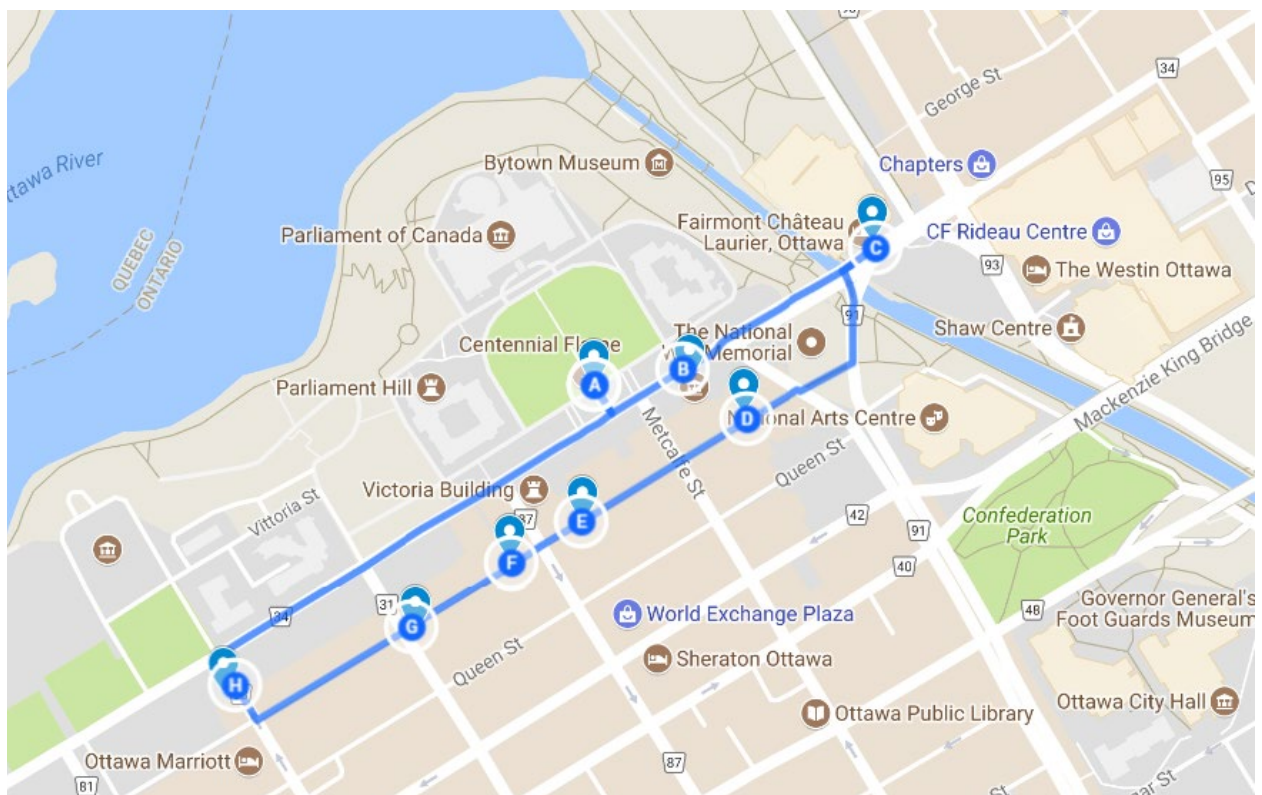 34
George St
Bytown Museum
Chapters
95
Ottawa River
Fairmont Château
Laurier, Ottawa
C
CF Rideau Centre
Parliament of Canada
QUEBEC
ONTARIO
93
The Westin Ottawa
91
Shaw Centre
Mackenzie King Bridge
Centennial Flame
The National
War Memorial
A
B
Parliament Hill
D
National Arts Centre
Metcalfe St
Queen St
Victoria Building
Vittoria St
37
E
42
91
Confederation
Park
F
40
34
31
G
World Exchange Plaza
48
Governor General's
Foot Guards Museum
Queen St
Sheraton Ottawa
H
Ottawa City Hall
Ottawa Public Library
Ottawa Marriott
87
81